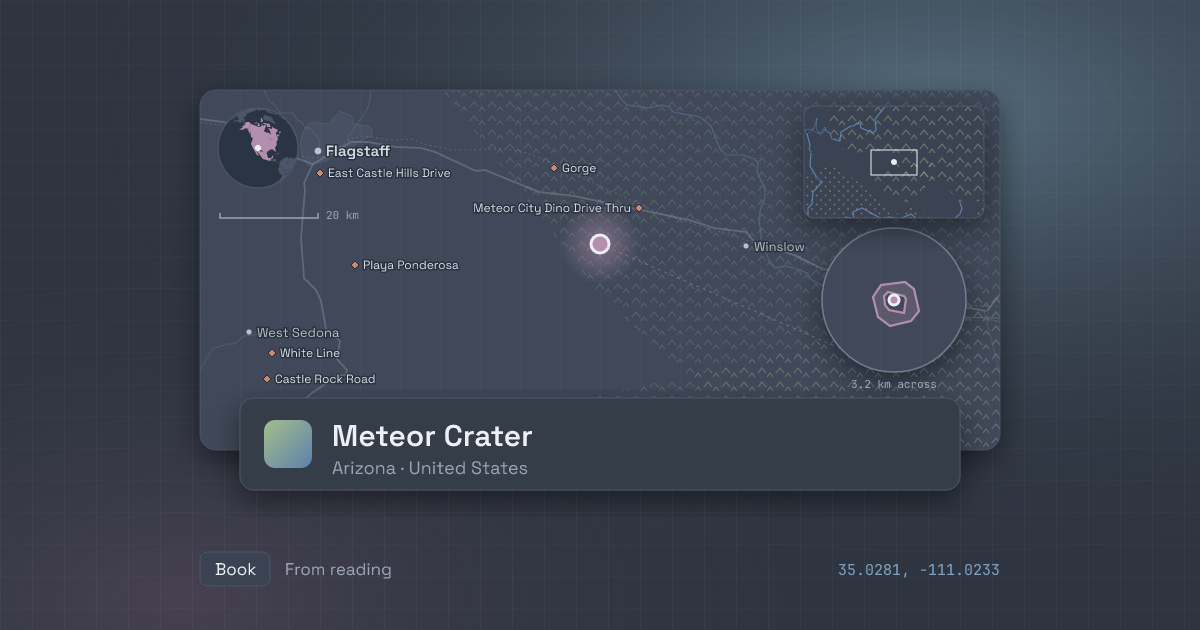 Flagstaff
East Castle Hills Drive
20 km
Gorge
Meteor City Dino Drive Thru
Winslow
Playa Ponderosa
West Sedona
White Line
Castle Rock Road
3.2 km across
Meteor Crater
Arizona · United States
Book
From reading
35.0281, -111.0233